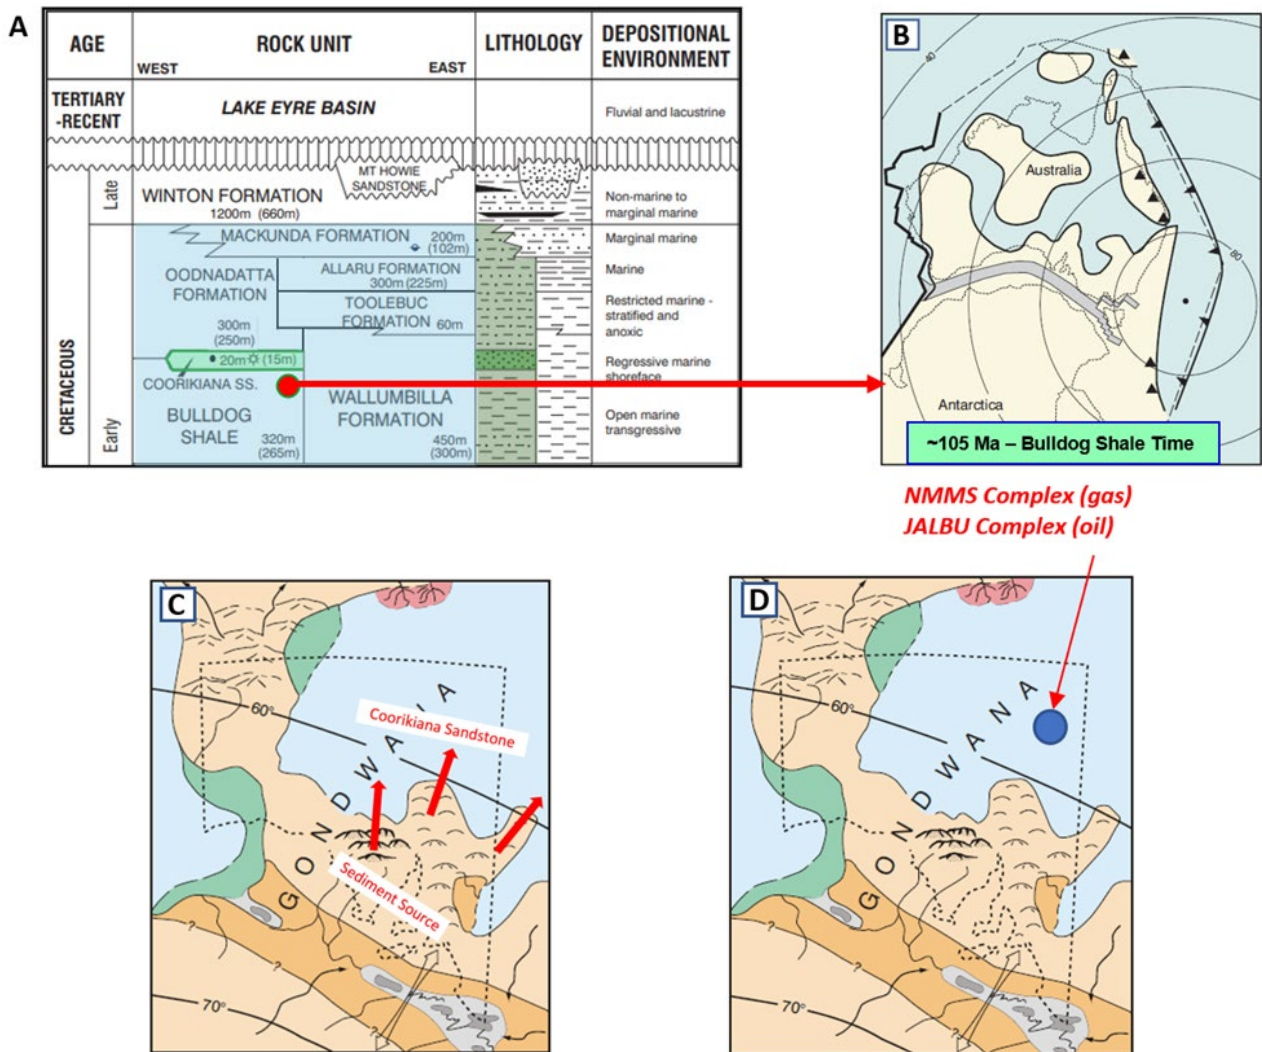 A
AGE
ROCK UNIT
WEST
EAST
LITHOLOGY
DEPOSITIONAL
ENVIRONMENT
TERTIARY
-RECENT
LAKE EYRE BASIN
Fluvial and lacustrine
CRETACEOUS
Late
MT HOWIE
SANDSTONE
WINTON FORMATION
1200m (660m)
Non-marine to
marginal marine
Early
MACKUNDA FORMATION
200m
(102m)
Marginal marine
OODNADATTA
FORMATION
300m
(250m)
ALLARU FORMATION
300m (225m)
Marine
TOOLEBUC
FORMATION
60m
Restricted marine -
stratified and
anoxic
20m
(15m)
COORIKIANA SS.
Regressive marine
shoreface
BULLDOG
SHALE
320m
(265m)
WALLUMBILLA
FORMATION
450m
(300m)
Open marine
transgressive
B
40
60
80
Australia
Antarctica
~105 Ma – Bulldog Shale Time
NMMS Complex (gas)
JALBU Complex (oil)
C
60°
GONDWA A
Coorikiana Sandstone
Sediment Source
?
?
?
70°
D
60°
GONDWANA
?
?
?
70°